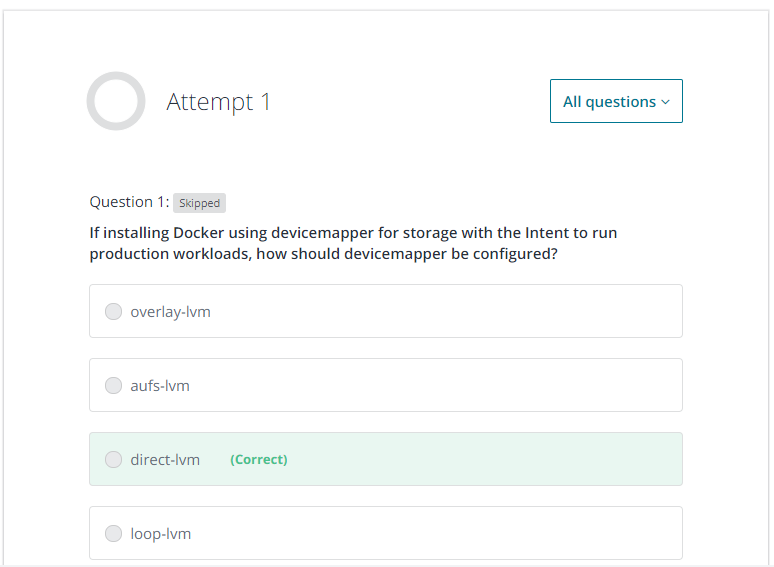 Attempt 1
All questions
Question 1: Skipped
If installing Docker using devicemapper for storage with the Intent to run
production workloads, how should devicemapper be configured?
overlay-lvm
aufs-lvm
direct-lvm (Correct)
loop-lvm